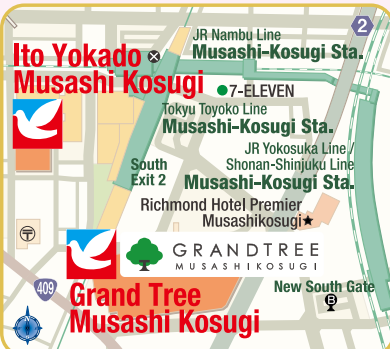 2
JR Nambu Line
Musashi-Kosugi Sta.
Ito Yokado
Musashi Kosugi
7-ELEVEN
Tokyu Toyoko Line
Musashi-Kosugi Sta.
JR Yokosuka Line /
Shonan-Shinjuku Line
Musashi-Kosugi Sta.
South
Exit 2
Richmond Hotel Premier
Musashikosugi★
〒
GRANDTREE
MUSASHIKOSUGI
New South Gate
B
409
Grand Tree
Musashi Kosugi